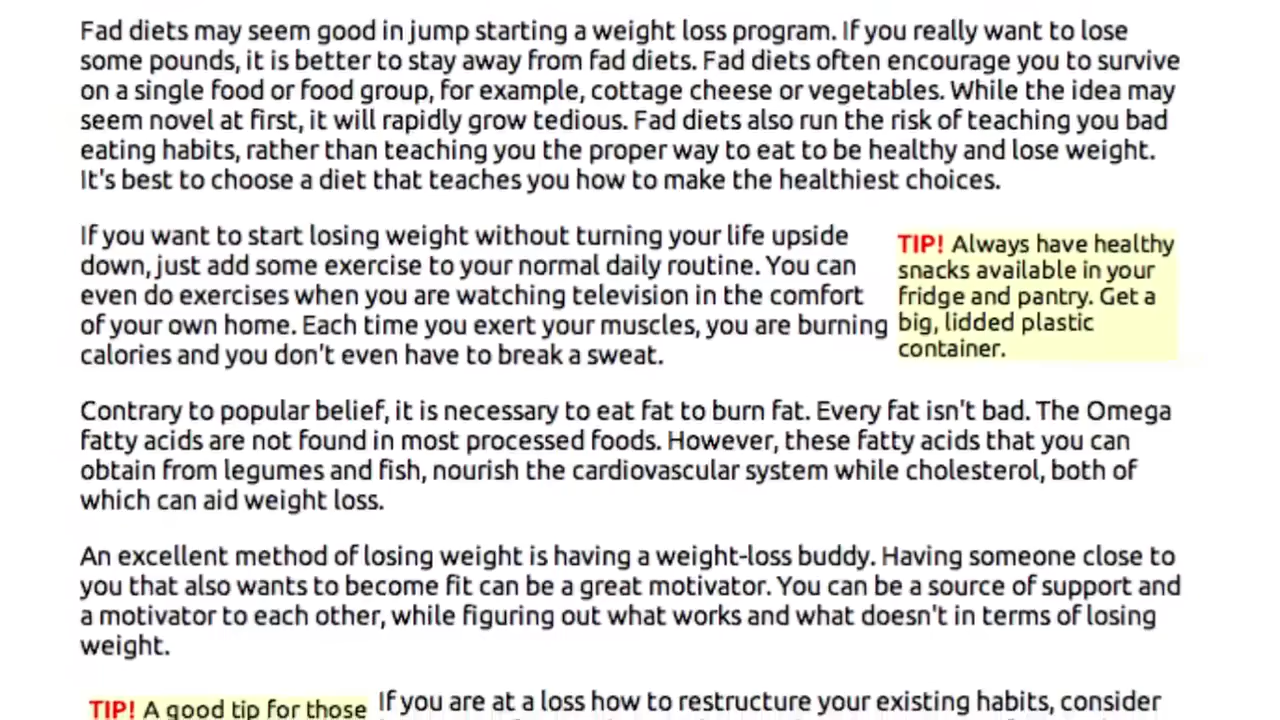 Fad diets may seem good in jump starting a weight loss program. If you really want to lose
some pounds, it is better to stay away from fad diets. Fad diets often encourage you to survive
on a single food or food group, for example, cottage cheese or vegetables. While the idea may
seem novel at first, it will rapidly grow tedious. Fad diets also run the risk of teaching you bad
eating habits, rather than teaching you the proper way to eat to be healthy and lose weight.
It's best to choose a diet that teaches you how to make the healthiest choices.
If you want to start losing weight without turning your life upside
down, just add some exercise to your normal daily routine. You can
even do exercises when you are watching television in the comfort
of your own home. Each time you exert your muscles, you are burning
calories and you don't even have to break a sweat.
TIP! Always have healthy
snacks available in your
fridge and pantry. Get a
big, lidded plastic
container.
Contrary to popular belief, it is necessary to eat fat to burn fat. Every fat isn't bad. The Omega
fatty acids are not found in most processed foods. However, these fatty acids that you can
obtain from legumes and fish, nourish the cardiovascular system while cholesterol, both of
which can aid weight loss.
An excellent method of losing weight is having a weight-loss buddy. Having someone close to
you that also wants to become fit can be a great motivator. You can be a source of support and
a motivator to each other, while figuring out what works and what doesn't in terms of losing
weight.
TIP! A good tip for those
If you are at a loss how to restructure your existing habits, consider